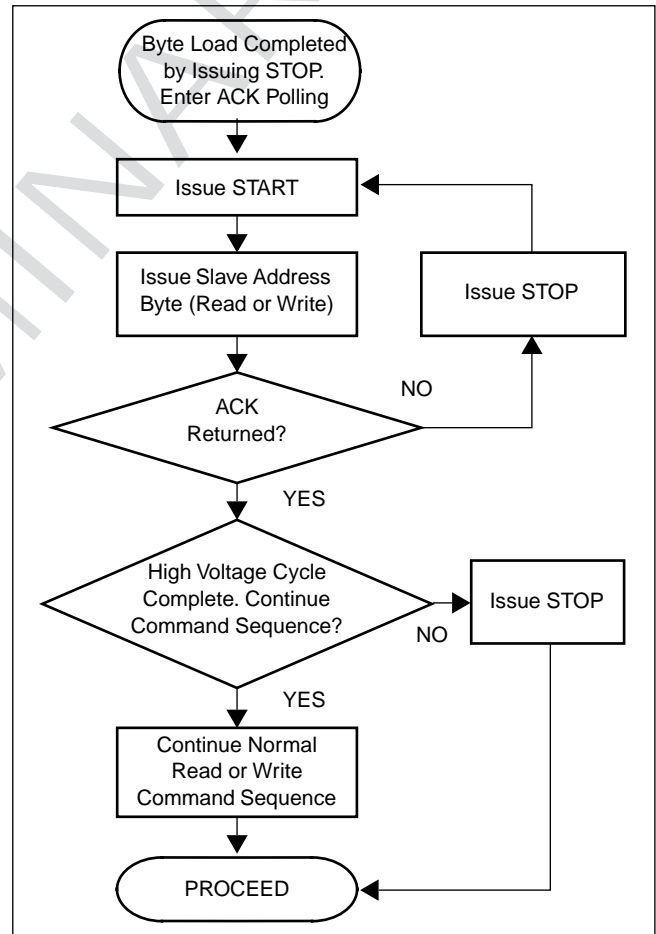 Byte Load Completed
by Issuing STOP.
Enter ACK Polling
Issue START
Issue Slave Address
Byte (Read or Write)
Issue STOP
ACK
Returned?
NO
YES
High Voltage Cycle
Complete. Continue
Command Sequence?
Issue STOP
NO
YES
Continue Normal
Read or Write
Command Sequence
PROCEED